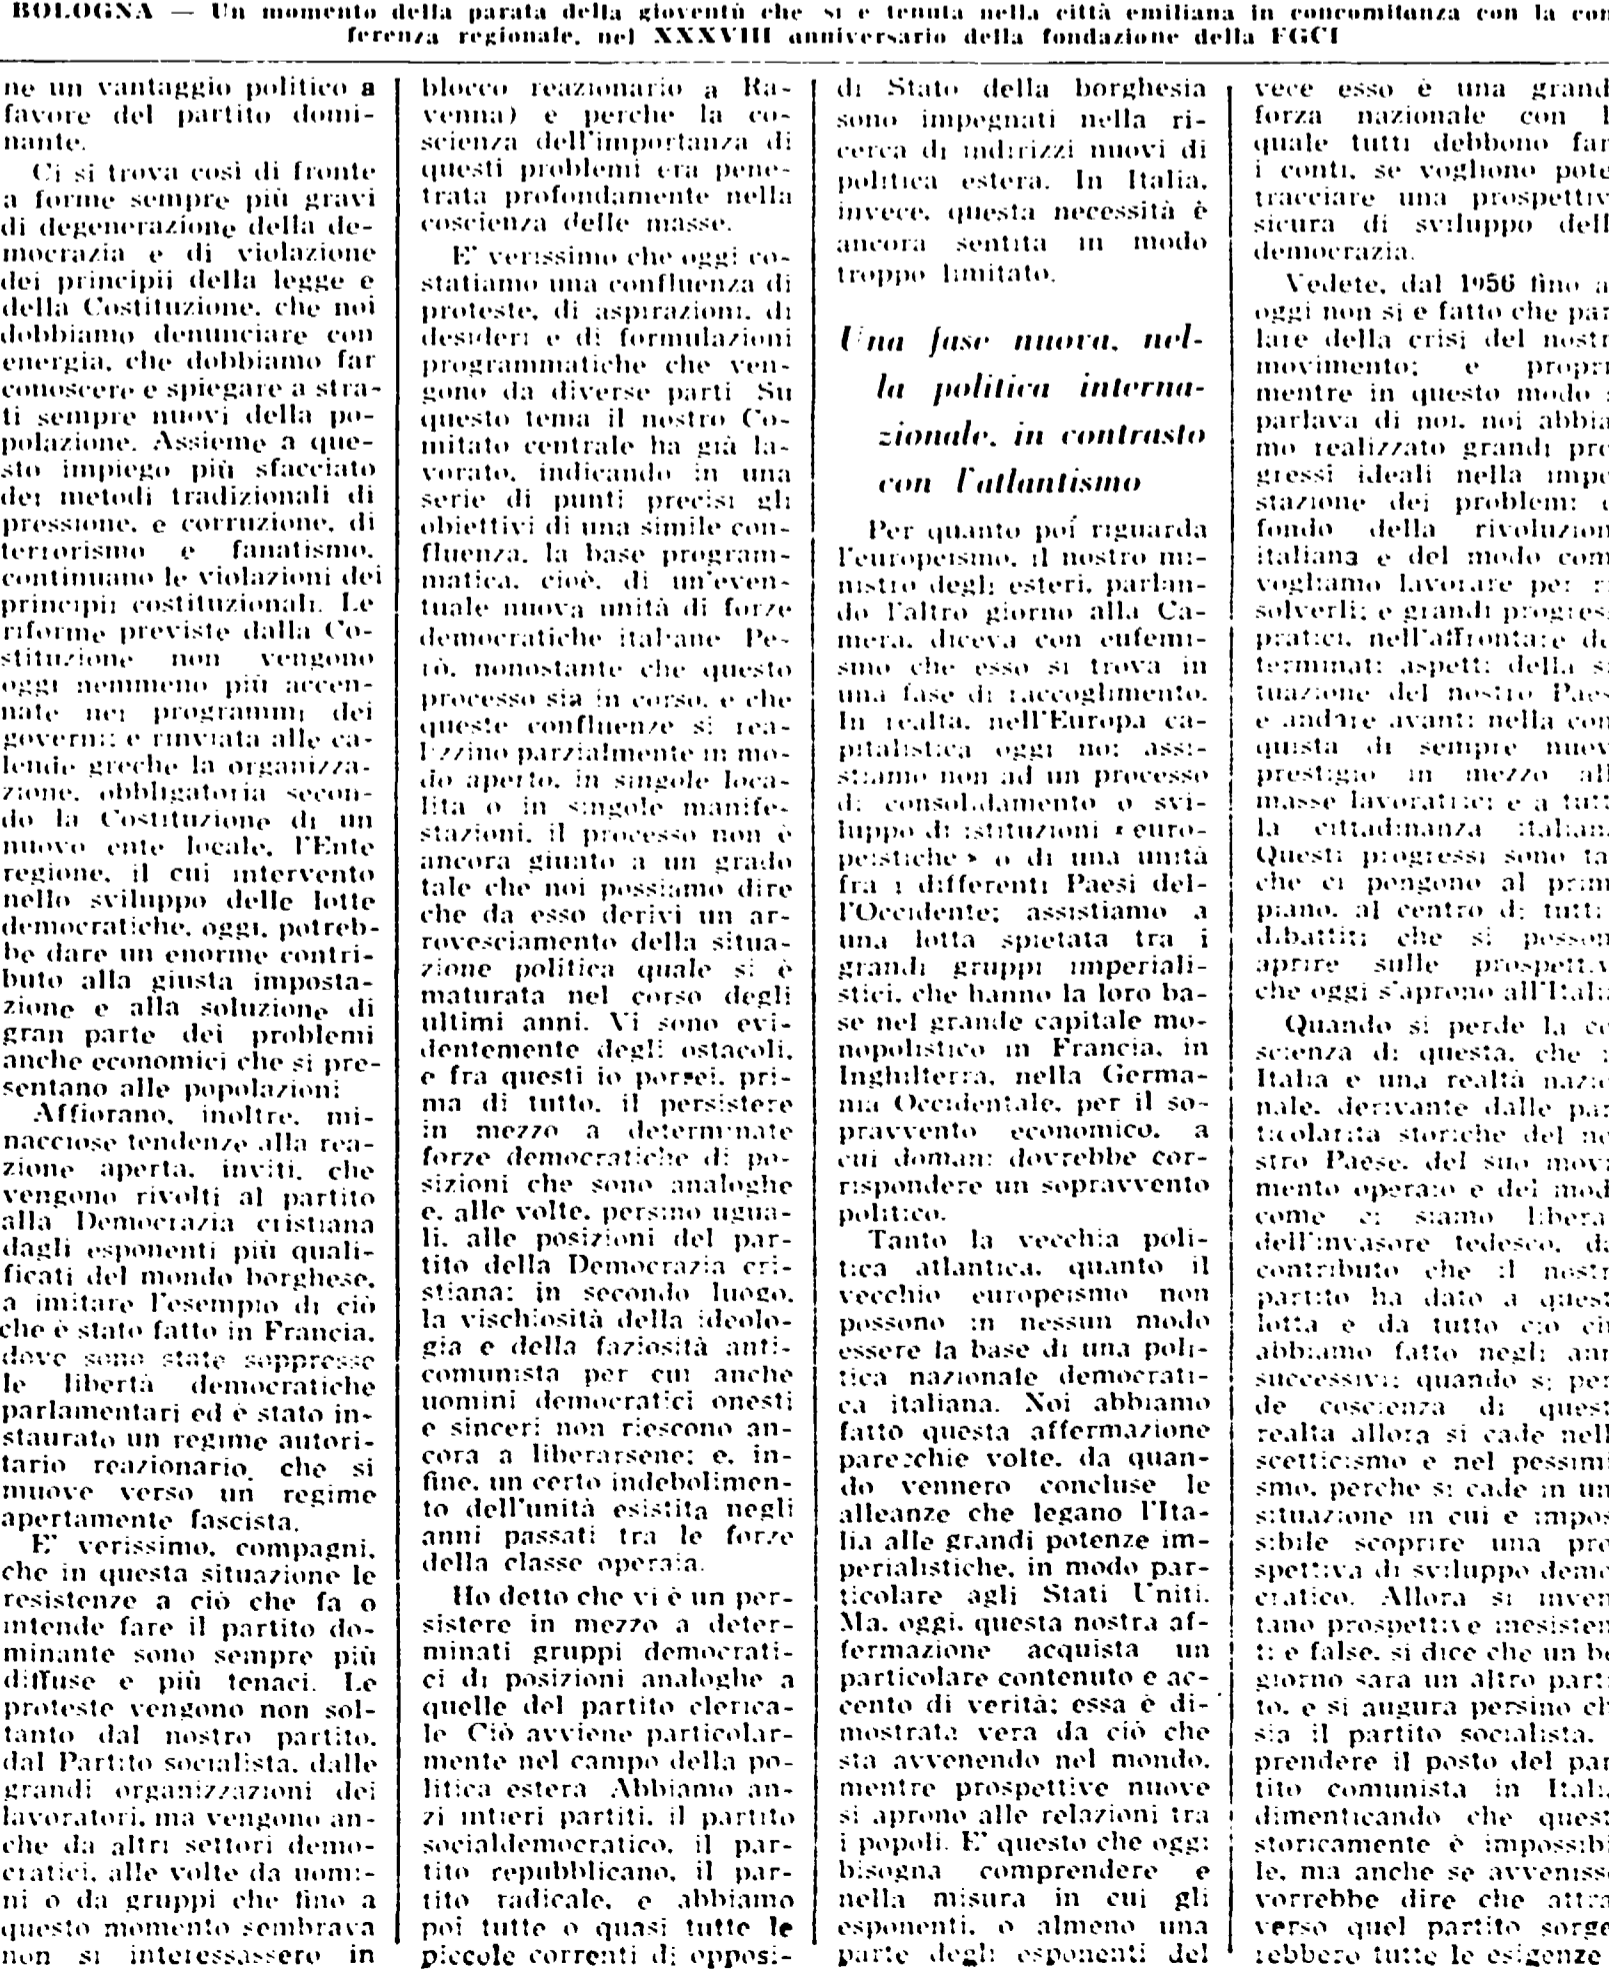 BOLOGNA — Un momento della parata della gioventù che si è tenuta nella città emiliana in concomitanza con la con
ferenza regionale, nel XXXVIII anniversario della fondazione della FGCI
ne un vantaggio politico a
favore del partito domi-
nante.
Ci si trova così di fronte
a forme sempre più gravi
di degenerazione della de-
mocrazia e di violazione
dei principii della legge e
della Costituzione, che noi
dobbiamo denunciare con
energia, che dobbiamo far
conoscere e spiegare a stra-
ti sempre nuovi della po-
polazione. Assieme a que-
sto impiego più sfacciato
dei metodi tradizionali di
pressione, e corruzione, di
terrorismo e fanatismo,
continuano le violazioni dei
principii costituzionali. Le
riforme previste dalla Co-
stituzione non vengono
oggi nemmeno più accen-
nate nei programmi dei
governi; e rinviata alle ca-
lende greche la organizza-
zione, obbligatoria secon-
do la Costituzione di un
nuovo ente locale, l'Ente
regione, il cui intervento
nello sviluppo delle lotte
democratiche, oggi, potreb-
be dare un enorme contri-
buto alla giusta imposta-
zione e alla soluzione di
gran parte dei problemi
anche economici che si pre-
sentano alle popolazioni
Affiorano, inoltre, mi-
nacciose tendenze alla rea-
zione aperta, inviti, che
vengono rivolti al partito
alla Democrazia cristiana
dagli esponenti più quali-
ficati del mondo borghese,
a imitare l'esempio di ciò
che è stato fatto in Francia,
dove sono state soppresse
le libertà democratiche
parlamentari ed è stato in-
staurato un regime autori-
tario reazionario, che si
muove verso un regime
apertamente fascista.
E' verissimo, compagni,
che in questa situazione le
resistenze a ciò che fa o
intende fare il partito do-
minante sono sempre più
diffuse e più tenaci. Le
proteste vengono non sol-
tanto dal nostro partito,
dal Partito socialista, dalle
grandi organizzazioni dei
lavoratori, ma vengono an-
che da altri settori demo-
cratici, alle volte da uomi-
ni o da gruppi che fino a
questo momento sembrava
non si interessassero in
blocco reazionario a Ra-
venna) e perche la co-
scienza dell'importanza di
questi problemi era pene-
trata profondamente nella
coscienza delle masse.
E' verissimo che oggi co-
statiamo una confluenza di
proteste, di aspirazioni, di
desideri e di formulazioni
programmatiche che ven-
gono da diverse parti Su
questo tema il nostro Co-
mitato centrale ha già la-
vorato, indicando in una
serie di punti precisi gli
obiettivi di una simile con-
fluenza, la base program-
matica, cioè, di un'even-
tuale nuova unità di forze
democratiche italiane Pe-
rò, nonostante che questo
processo sia in corso, e che
queste confluenze si rea-
lizzino parzialmente in mo-
do aperto, in singole loca-
lità o in singole manife-
stazioni, il processo non è
ancora giunto a un grado
tale che noi possiamo dire
che da esso derivi un ar-
rovesciamento della situa-
zione politica quale si è
maturata nel corso degli
ultimi anni. Vi sono evi-
dentemente degli ostacoli,
e fra questi io porrei, pri-
ma di tutto, il persistere
in mezzo a determinate
forze democratiche di po-
sizioni che sono analoghe
e, alle volte, persino ugua-
li, alle posizioni del par-
tito della Democrazia cri-
stiana; in secondo luogo,
la vischiosità della ideolo-
gia e della faziosità anti-
comunista per cui anche
uomini democratici onesti
e sinceri non riescono an-
cora a liberarsene; e, in-
fine, un certo indebolimen-
to dell'unità esistita negli
anni passati tra le forze
della classe operaia.
Ho detto che vi è un per-
sistere in mezzo a deter-
minati gruppi democrati-
ci di posizioni analoghe a
quelle del partito clerica-
le Ciò avviene particolar-
mente nel campo della po-
litica estera Abbiamo an-
zi intieri partiti, il partito
socialdemocratico, il par-
tito repubblicano, il par-
tito radicale, e abbiamo
poi tutte o quasi tutte le
piccole correnti di opposi-
di Stato della borghesia
sono impegnati nella ri-
cerca di indirizzi nuovi di
politica estera. In Italia,
invece, questa necessità è
ancora sentita in modo
troppo limitato.
Una fase nuova, nel-
la politica interna-
zionale, in contrasto
con l'atlantismo
Per quanto poi riguarda
l'europeismo, il nostro mi-
nistro degli esteri, parlan-
do l'altro giorno alla Ca-
mera, diceva con eufemi-
smo che esso si trova in
una fase di raccoglimento.
In realtà, nell'Europa ca-
pitalistica oggi noi assi-
stiamo non ad un processo
di consolidamento o svi-
luppo di istituzioni « euro-
peistiche » o di una unità
fra i differenti Paesi del-
l'Occidente; assistiamo a
una lotta spietata tra i
grandi gruppi imperiali-
stici, che hanno la loro ba-
se nel grande capitale mo-
nopolistico in Francia, in
Inghilterra, nella Germa-
nia Occidentale, per il so-
pravvento economico, a
cui domani dovrebbe cor-
rispondere un sopravvento
politico.
Tanto la vecchia poli-
tica atlantica, quanto il
vecchio europeismo non
possono in nessun modo
essere la base di una poli-
tica nazionale democrati-
ca italiana. Noi abbiamo
fatto questa affermazione
parecchie volte, da quan-
do vennero concluse le
alleanze che legano l'Ita-
lia alle grandi potenze im-
perialistiche, in modo par-
ticolare agli Stati Uniti.
Ma, oggi, questa nostra af-
fermazione acquista un
particolare contenuto e ac-
cento di verità; essa è di-
mostrata vera da ciò che
sta avvenendo nel mondo,
mentre prospettive nuove
si aprono alle relazioni tra
i popoli. E' questo che oggi
bisogna comprendere e
nella misura in cui gli
esponenti, o almeno una
parte degli esponenti del
vece esso è una grand
forza nazionale con l
quale tutti debbono far
i conti, se vogliono pote
tracciare una prospettiv
sicura di sviluppo dell
democrazia.
Vedete, dal 1956 fino a
oggi non si e fatto che par
lare della crisi del nostr
movimento; e propri
mentre in questo modo s
parlava di noi, noi abbia
mo realizzato grandi pro
gressi ideali nella impo
stazione dei problemi d
fondo della rivoluzion
italiana e del modo com
vogliamo lavorare per ri
solverli; e grandi progress
pratici, nell'affrontare de
terminati aspetti della si
tuazione del nostro Paes
e andare avanti nella con
quista di sempre nuov
prestigio in mezzo all
masse lavoratrici e a tutt
la cittadinanza italian
Questi progressi sono ta
che ci pongono al prim
piano, al centro di tutti
dibattiti che si posson
aprire sulle prospettiv
che oggi s'aprono all'Italia
Quando si perde la co
scienza di questa, che i
Italia e una realtà nazio
nale, derivante dalle par
ticolarità storiche del no
stro Paese, del suo movi
mento operaio e del mod
come ci siamo libera
dell'invasore tedesco, da
contributo che il nostr
partito ha dato a quest
lotta e da tutto ciò ch
abbiamo fatto negli ann
successivi; quando si per
de coscienza di quest
realtà allora si cade nell
scetticismo e nel pessimi
smo, perche si cade in un
situazione in cui e impos
sibile scoprire una pro
spettiva di sviluppo demo
cratico. Allora si inven
tano prospettive inesisten
ti e false, si dice che un be
giorno sarà un altro parti
to, e si augura persino ch
sia il partito socialista,
prendere il posto del par
tito comunista in Itali
dimenticando che quest
storicamente è impossibi
le, ma anche se avveniss
vorrebbe dire che attra
verso quel partito sorge
rebbero tutte le esigenze